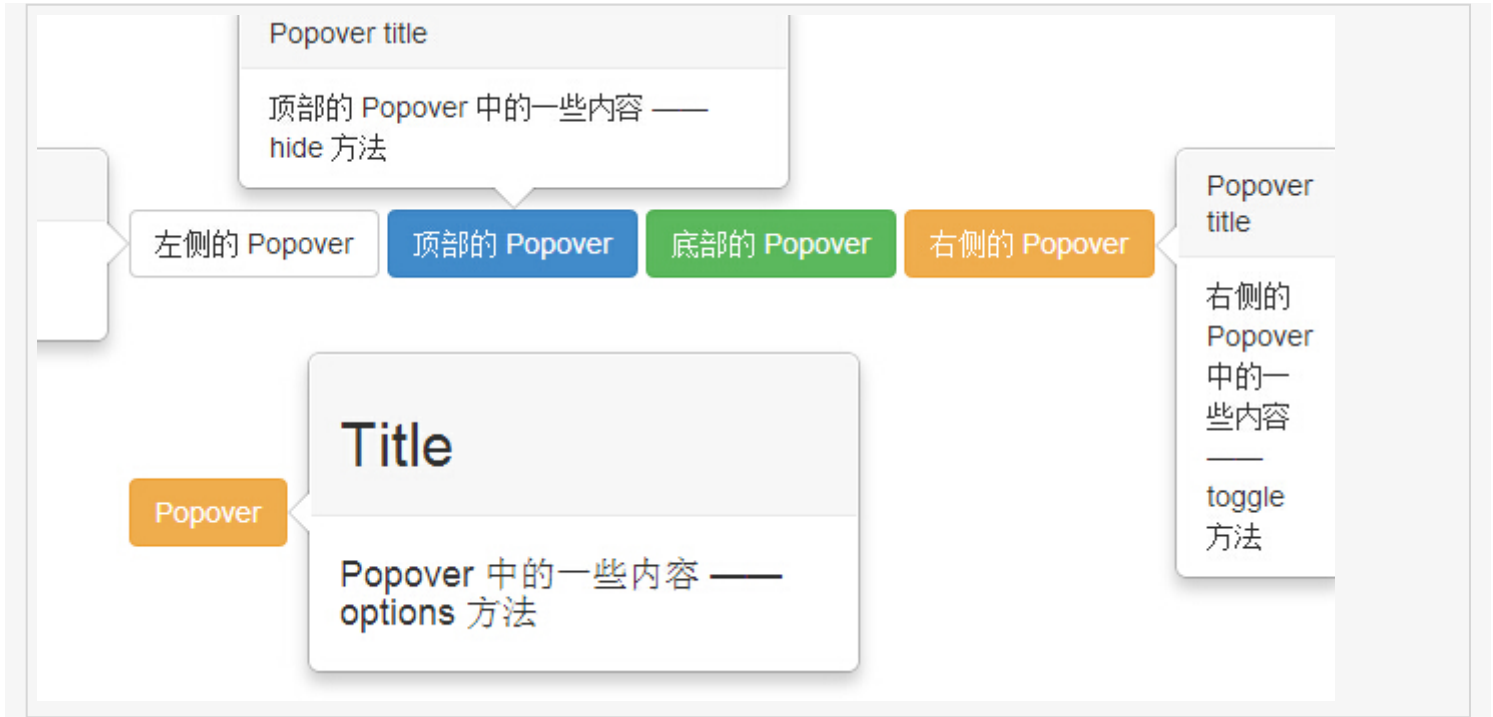 Popover title
顶部的 Popover 中的一些内容 ——
hide 方法
左侧的 Popover
顶部的 Popover
底部的 Popover
右侧的 Popover
Popover
title
右侧的
Popover
中的一
些内容
——
toggle
方法
Popover
Title
Popover 中的一些内容 ——
options 方法